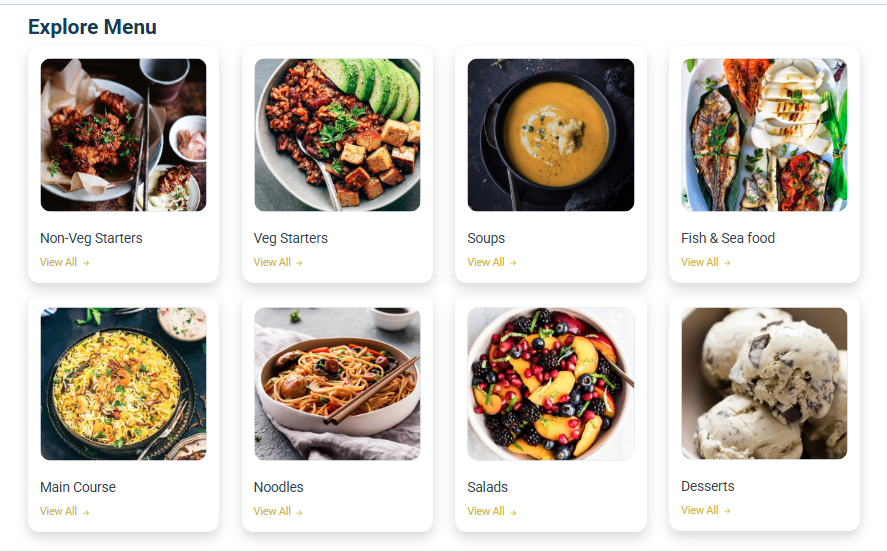 Explore Menu
Non-Veg Starters
View All →
Veg Starters
View All →
Soups
View All →
Fish & Sea food
View All →
Main Course
View All →
Noodles
View All →
Salads
View All →
Desserts
View All →